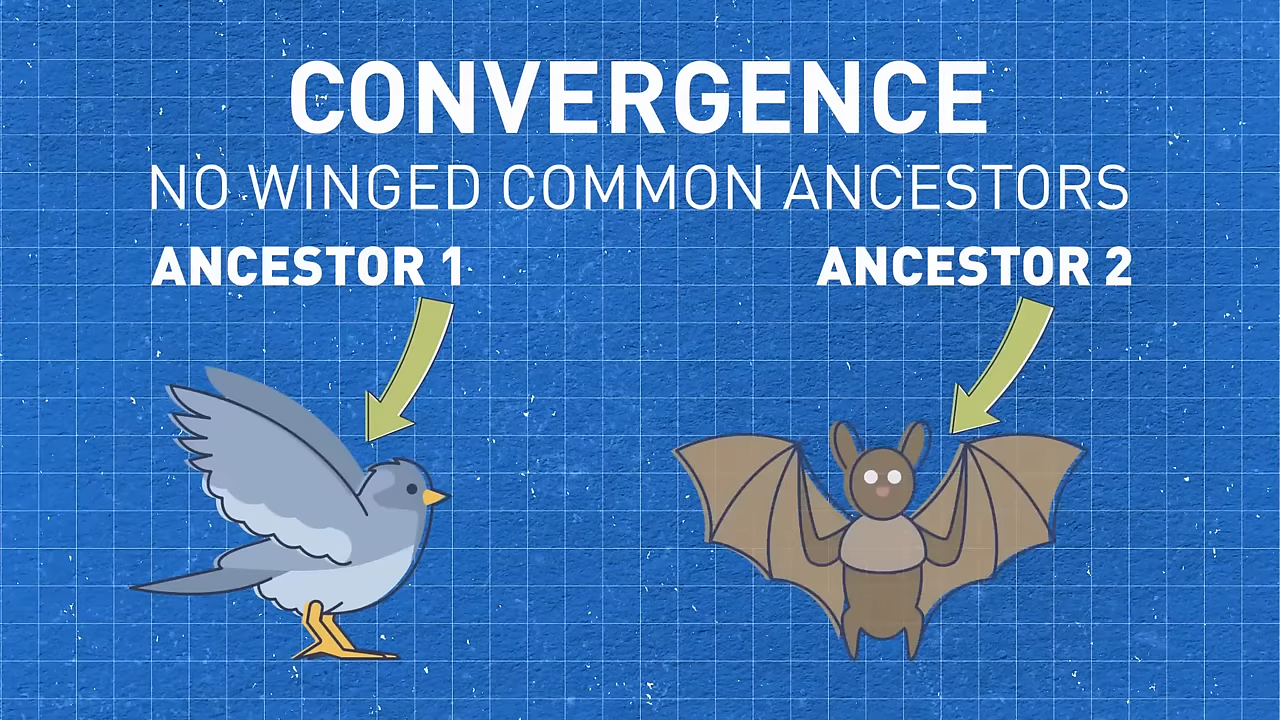 CONVERGENCE
NO WINGED COMMON ANCESTORS
ANCESTOR 1
ANCESTOR 2